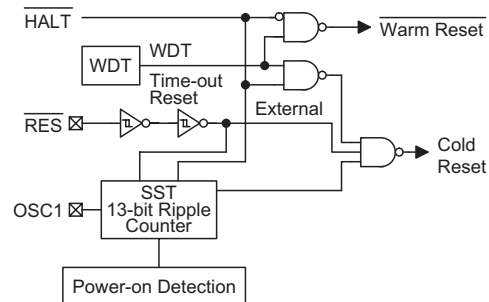 HALT
Warm Reset
WDT
WDT
Time-out
Reset
External
RES
Cold
Reset
SST
13-bit Ripple
Counter
OSC1
Power-on Detection